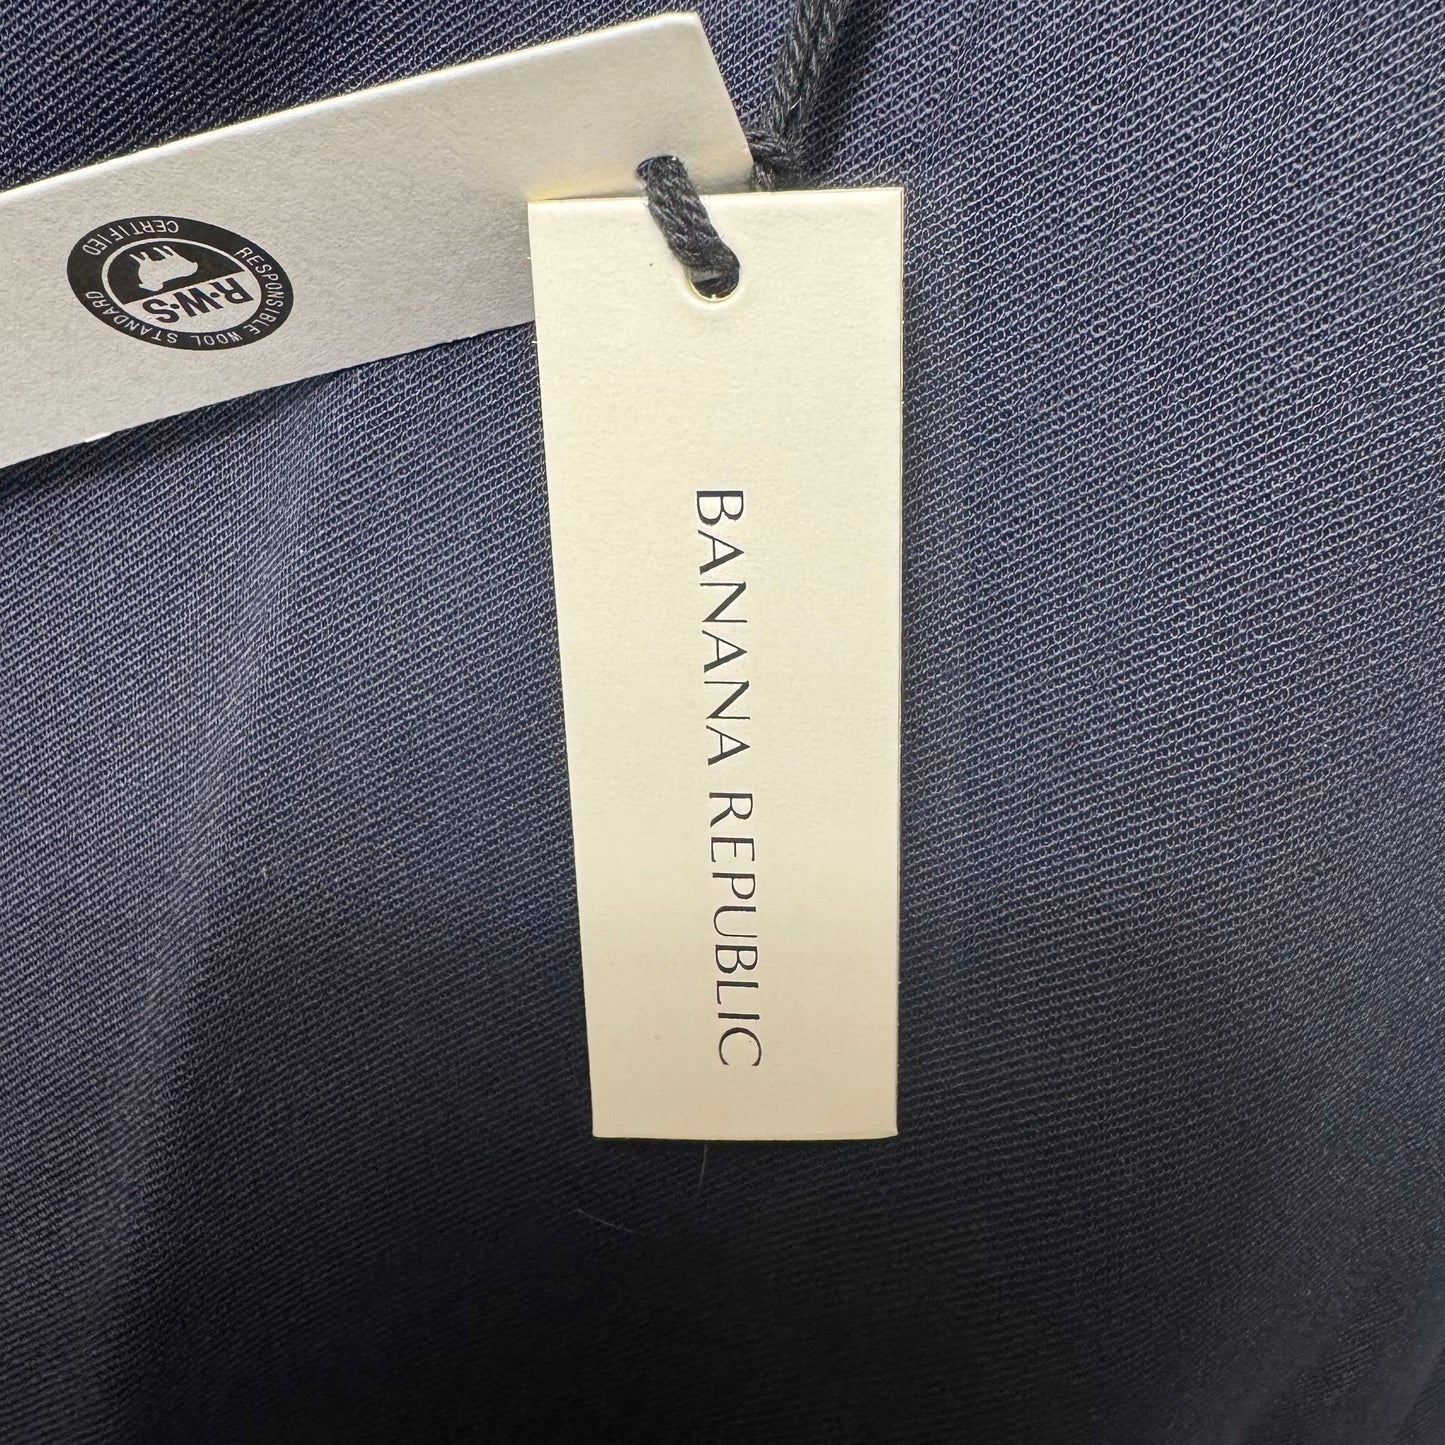 RESPONSIBLE WOOL STANDARD
CERTIFIED
R·W·S
BANANA REPUBLIC